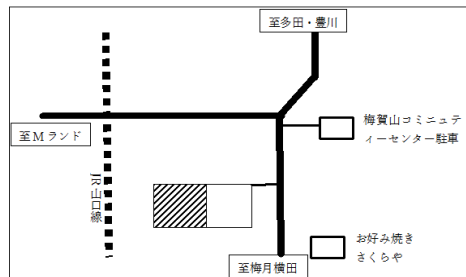 至多田・豊川
梅賀山コミニュテ
ィーセンター駐車
至Mランド
JR山口線
お好み焼き
さくらや
至梅月横田